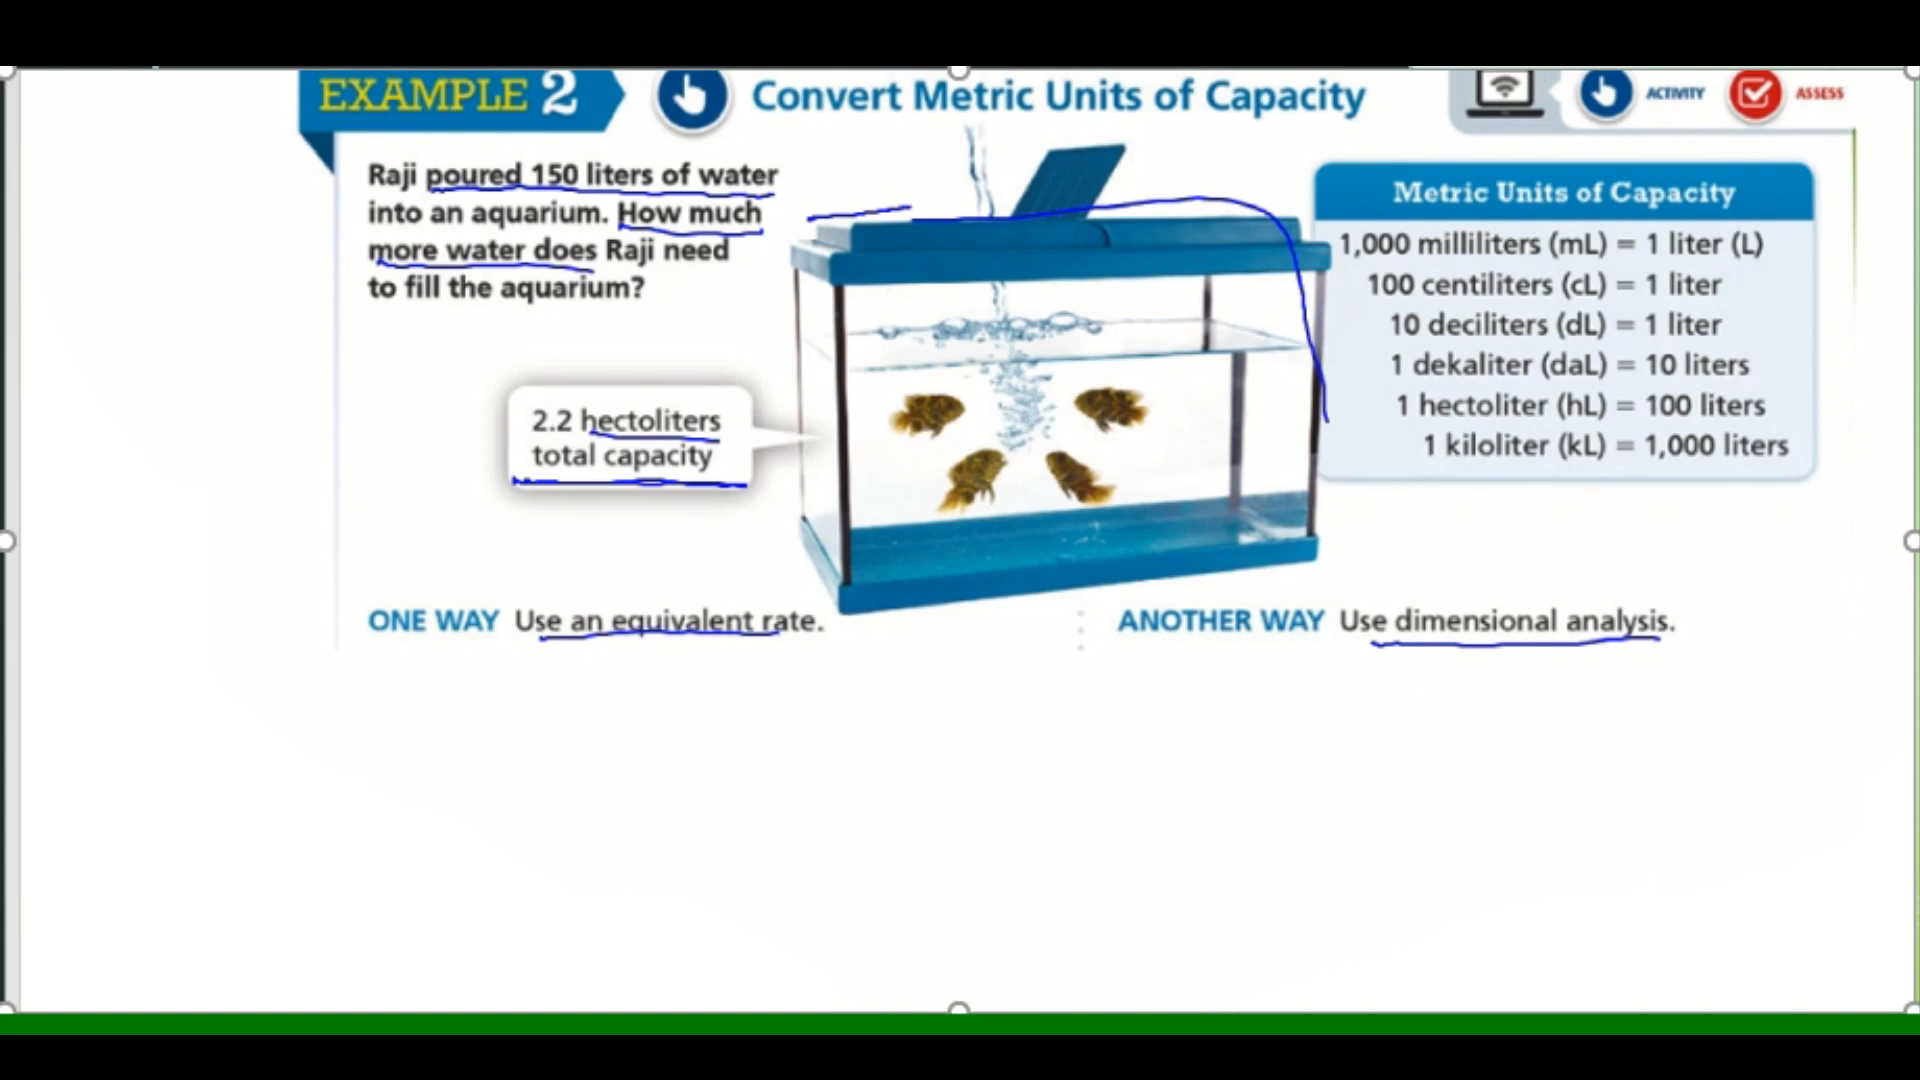 EXAMPLE 2
Convert Metric Units of Capacity
ACTIVITY
ASSESS
Raji poured 150 liters of water
into an aquarium. How much
more water does Raji need
to fill the aquarium?
2.2 hectoliters
total capacity
Metric Units of Capacity
1,000 milliliters (mL) = 1 liter (L)
100 centiliters (cL) = 1 liter
10 deciliters (dL) = 1 liter
1 dekaliter (daL) = 10 liters
1 hectoliter (hL) = 100 liters
1 kiloliter (kL) = 1,000 liters
ONE WAY Use an equivalent rate.
ANOTHER WAY Use dimensional analysis.